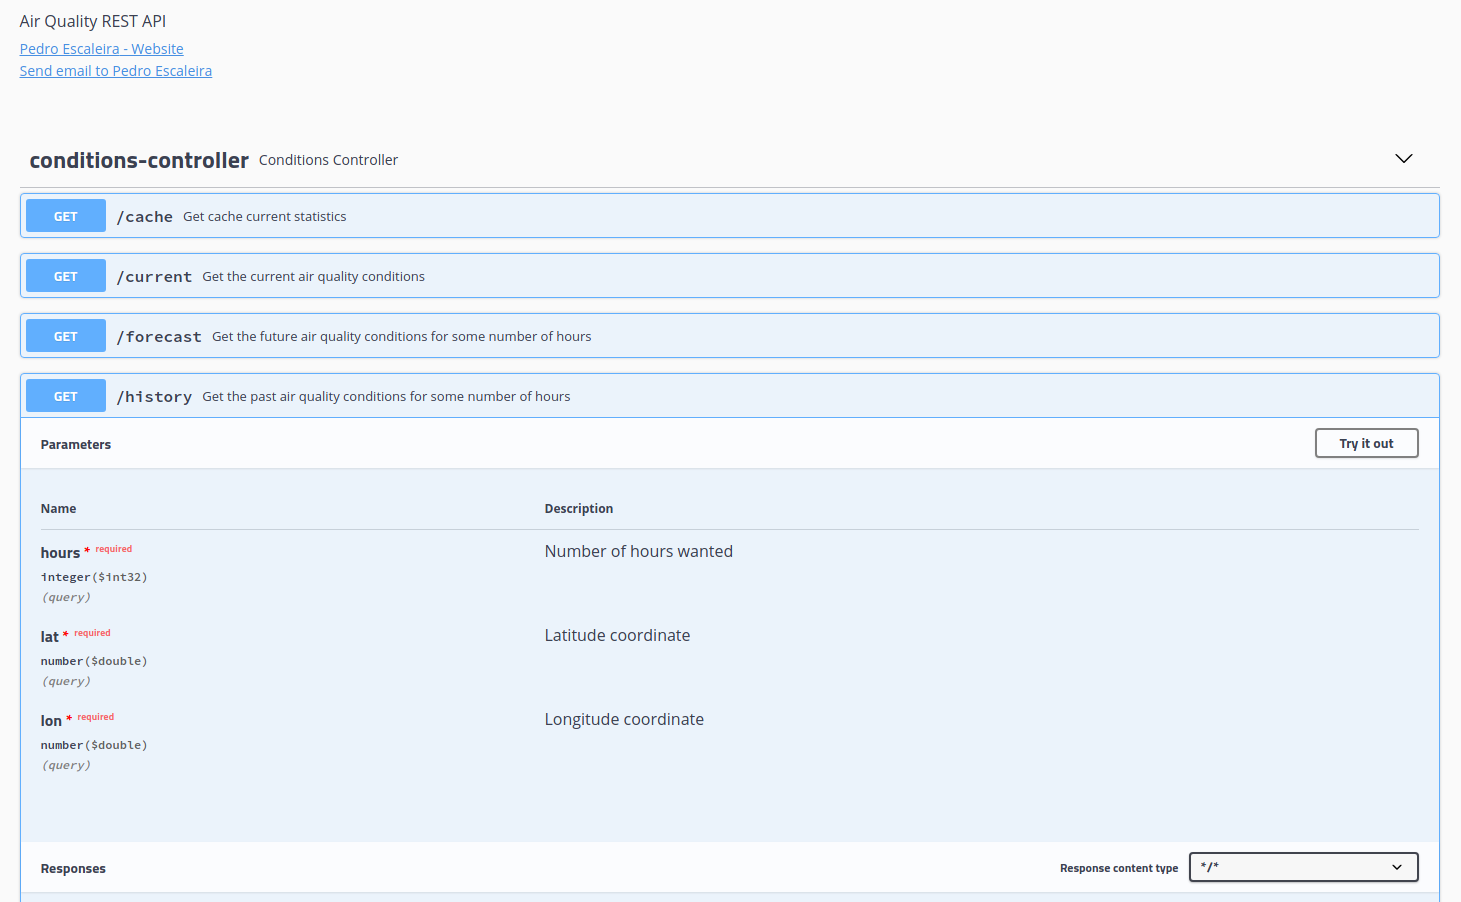 Air Quality REST API
Pedro Escaleira - Website
Send email to Pedro Escaleira
conditions-controller Conditions Controller
GET /cache Get cache current statistics
GET /current Get the current air quality conditions
GET /forecast Get the future air quality conditions for some number of hours
GET /history Get the past air quality conditions for some number of hours
Parameters Try it out
Name Description
hours * required Number of hours wanted
integer($int32)
(query)
lat * required Latitude coordinate
number($double)
(query)
lon * required Longitude coordinate
number($double)
(query)
Responses Response content type */*